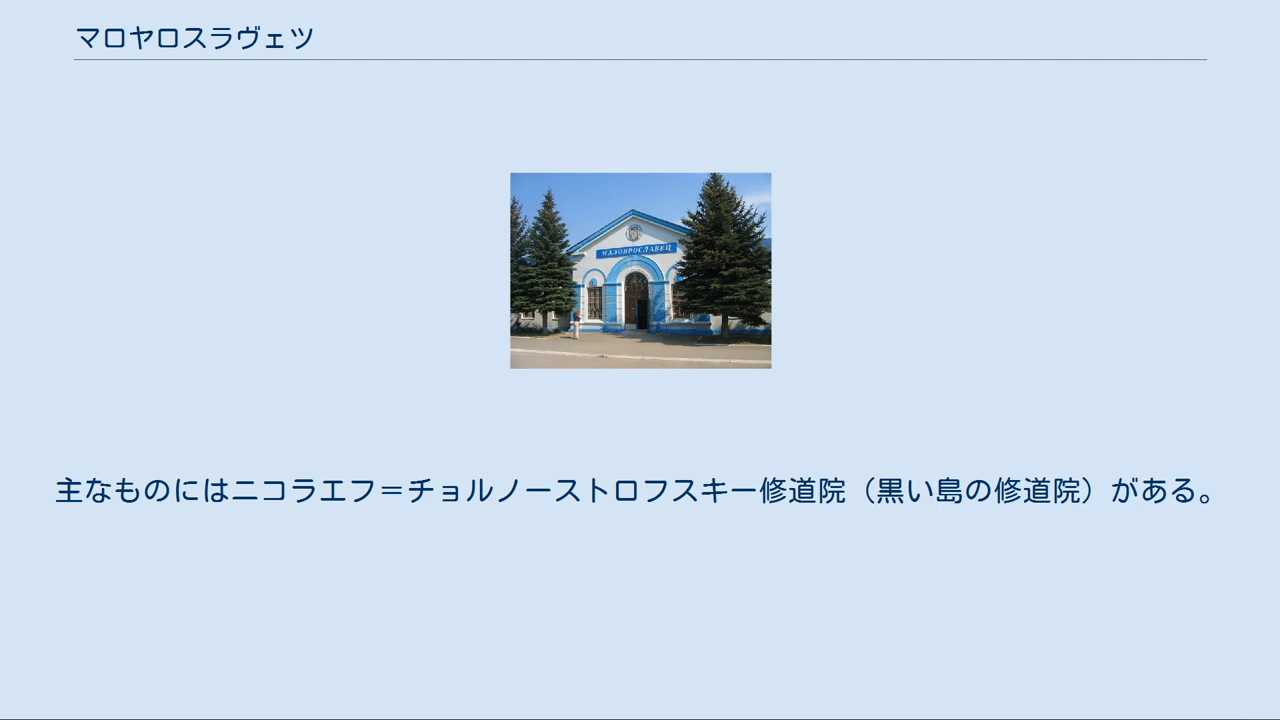 マロヤロスラヴェツ
МАЛОЯРОСЛАВЕЦ
主なものにはニコラエフ＝チョルノーストロフスキー修道院（黒い島の修道院）がある。